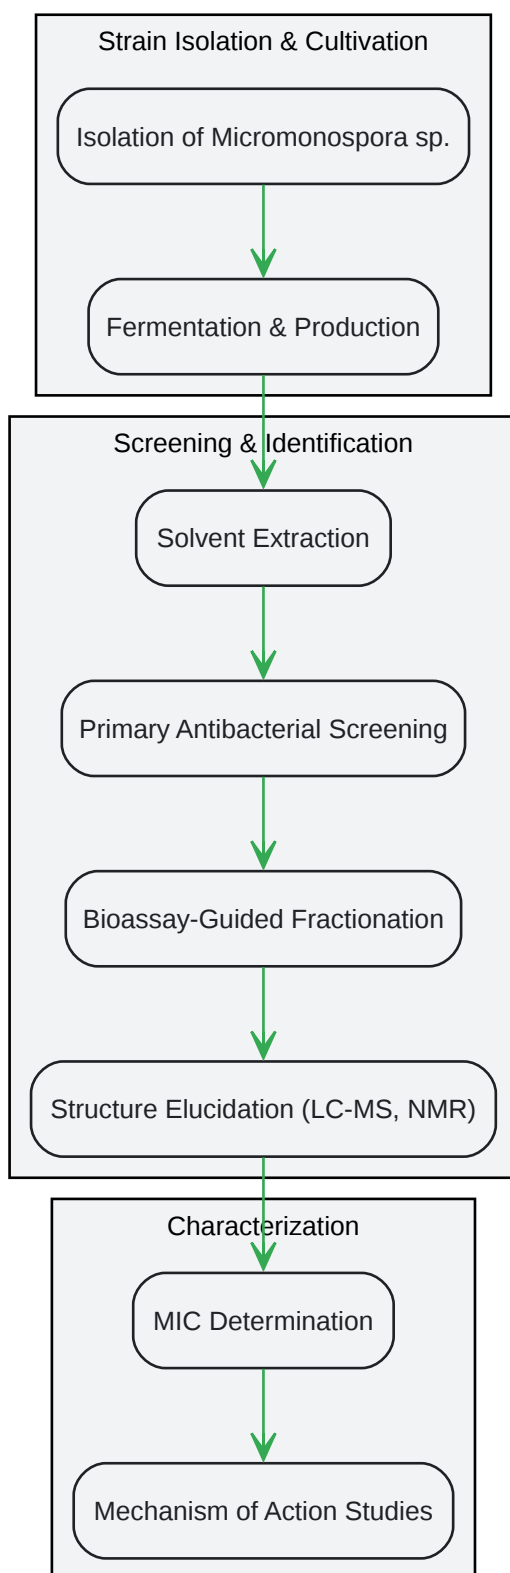 Strain Isolation & Cultivation
Isolation of Micromonospora sp.
Fermentation & Production
Screening & Identification
Solvent Extraction
Primary Antibacterial Screening
Bioassay-Guided Fractionation
Structure Elucidation (LC-MS, NMR)
Characterization
MIC Determination
Mechanism of Action Studies